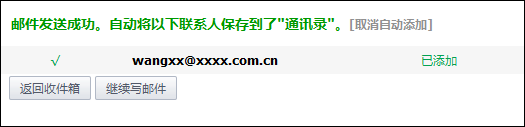 邮件发送成功。自动将以下联系人保存到了"通讯录"。[取消自动添加]
√ wangxx@xxxx.com.cn 已添加
返回收件箱 继续写邮件